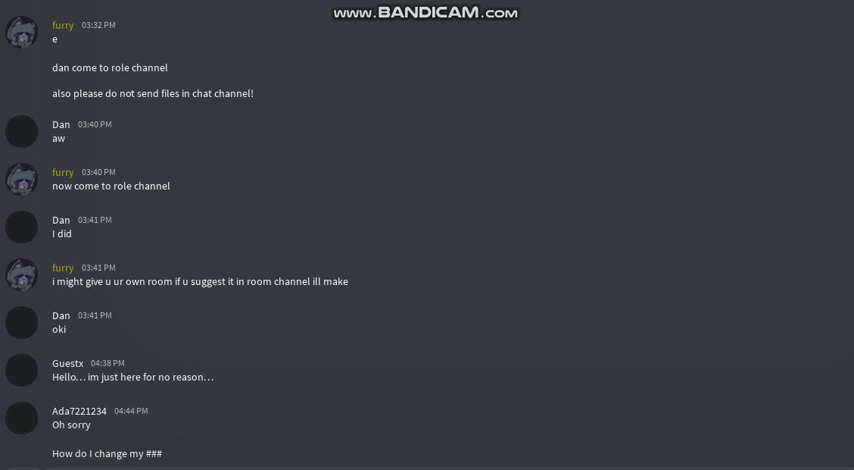 www.BANDICAM.com
furry 03:32 PM
e
dan come to role channel
also please do not send files in chat channel!
Dan 03:40 PM
aw
furry 03:40 PM
now come to role channel
Dan 03:41 PM
I did
furry 03:41 PM
i might give u ur own room if u suggest it in room channel ill make
Dan 03:41 PM
oki
Guestx 04:38 PM
Hello... im just here for no reason...
Ada7221234 04:44 PM
Oh sorry
How do I change my ###